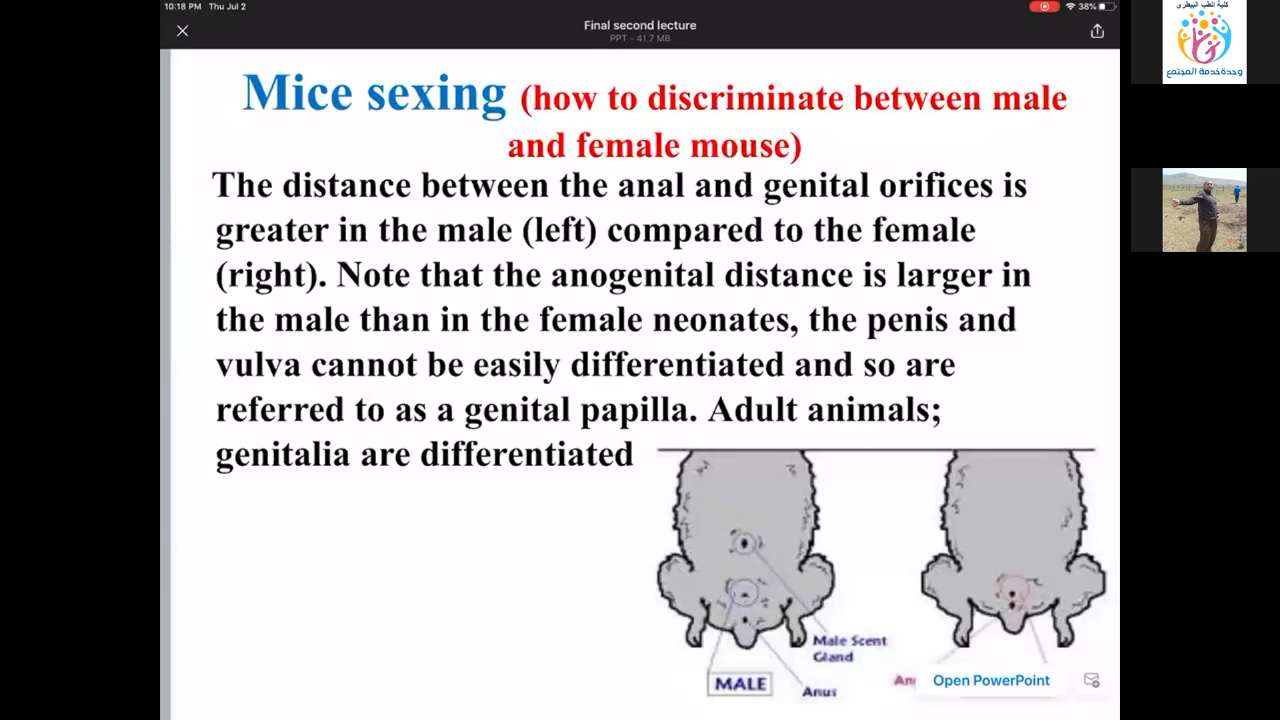 10:18 PM Thu Jul 2
38%
Final second lecture
PPT - 41.7 MB
Mice sexing (how to discriminate between male
and female mouse)
The distance between the anal and genital orifices is
greater in the male (left) compared to the female
(right). Note that the anogenital distance is larger in
the male than in the female neonates, the penis and
vulva cannot be easily differentiated and so are
referred to as a genital papilla. Adult animals;
genitalia are differentiated
Male Scent
Gland
MALE
Anus
An
Open PowerPoint
كلية الطب البيطرى
وحدة خدمة المجتمع